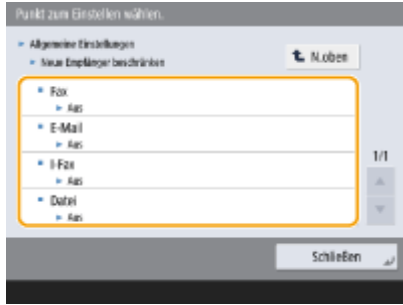 Punkt zum Einstellen wählen.
Allgemeine Einstellungen
Neue Empfänger beschränken
N.oben
Fax
Aus
E-Mail
Aus
I-Fax
Aus
Datei
Aus
1/1
Schließen